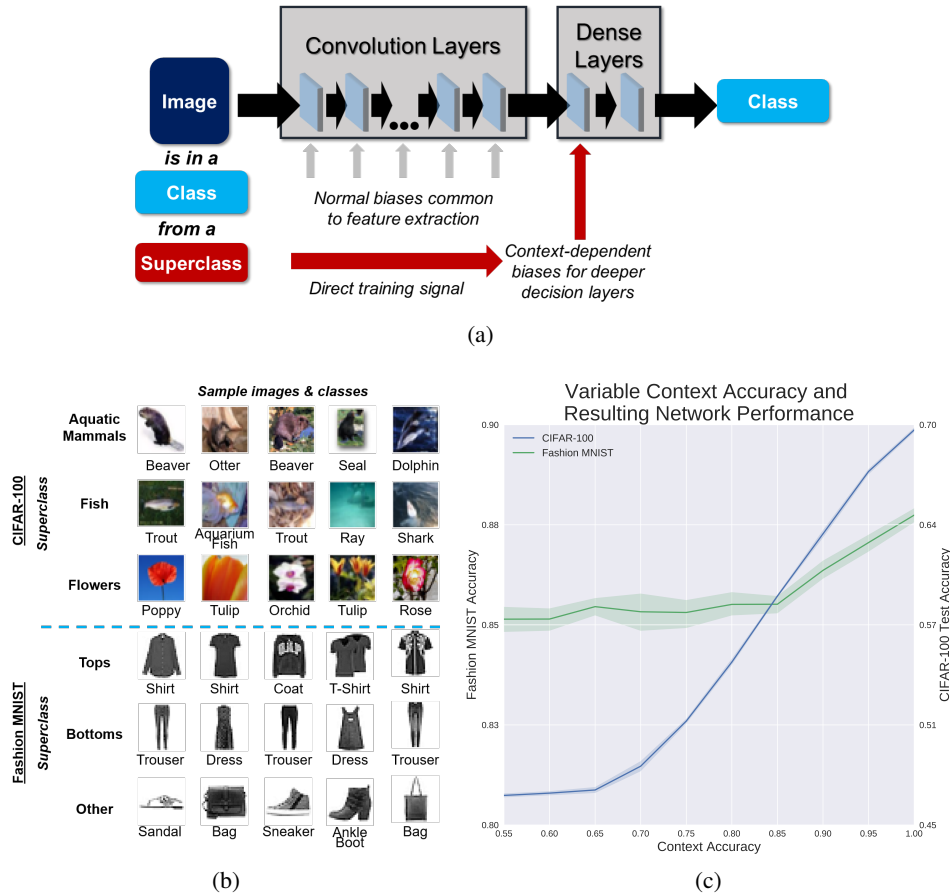 Convolution Layers
Dense
Layers
Image
Class
is in a
Class
from a
Superclass
Normal biases common
to feature extraction
Direct training signal
Context-dependent
biases for deeper
decision layers
(a)
Sample images & classes
CIFAR-100
Superclass
Aquatic
Mammals
Beaver Otter Beaver Seal Dolphin
Fish
Trout Aquarium Fish Trout Ray Shark
Flowers
Poppy Tulip Orchid Tulip Rose
Fashion MNIST
Superclass
Tops
Shirt Shirt Coat T-Shirt Shirt
Bottoms
Trouser Dress Trouser Dress Trouser
Other
Sandal Bag Sneaker Ankle Boot Bag
(b)
Variable Context Accuracy and
Resulting Network Performance
CIFAR-100
Fashion MNIST
Fashion MNIST Accuracy
0.90
0.88
0.85
0.83
0.80
0.70
0.64
0.57
0.51
0.45
CIFAR-100 Test Accuracy
0.55 0.60 0.65 0.70 0.75 0.80 0.85 0.90 0.95 1.00
Context Accuracy
(c)